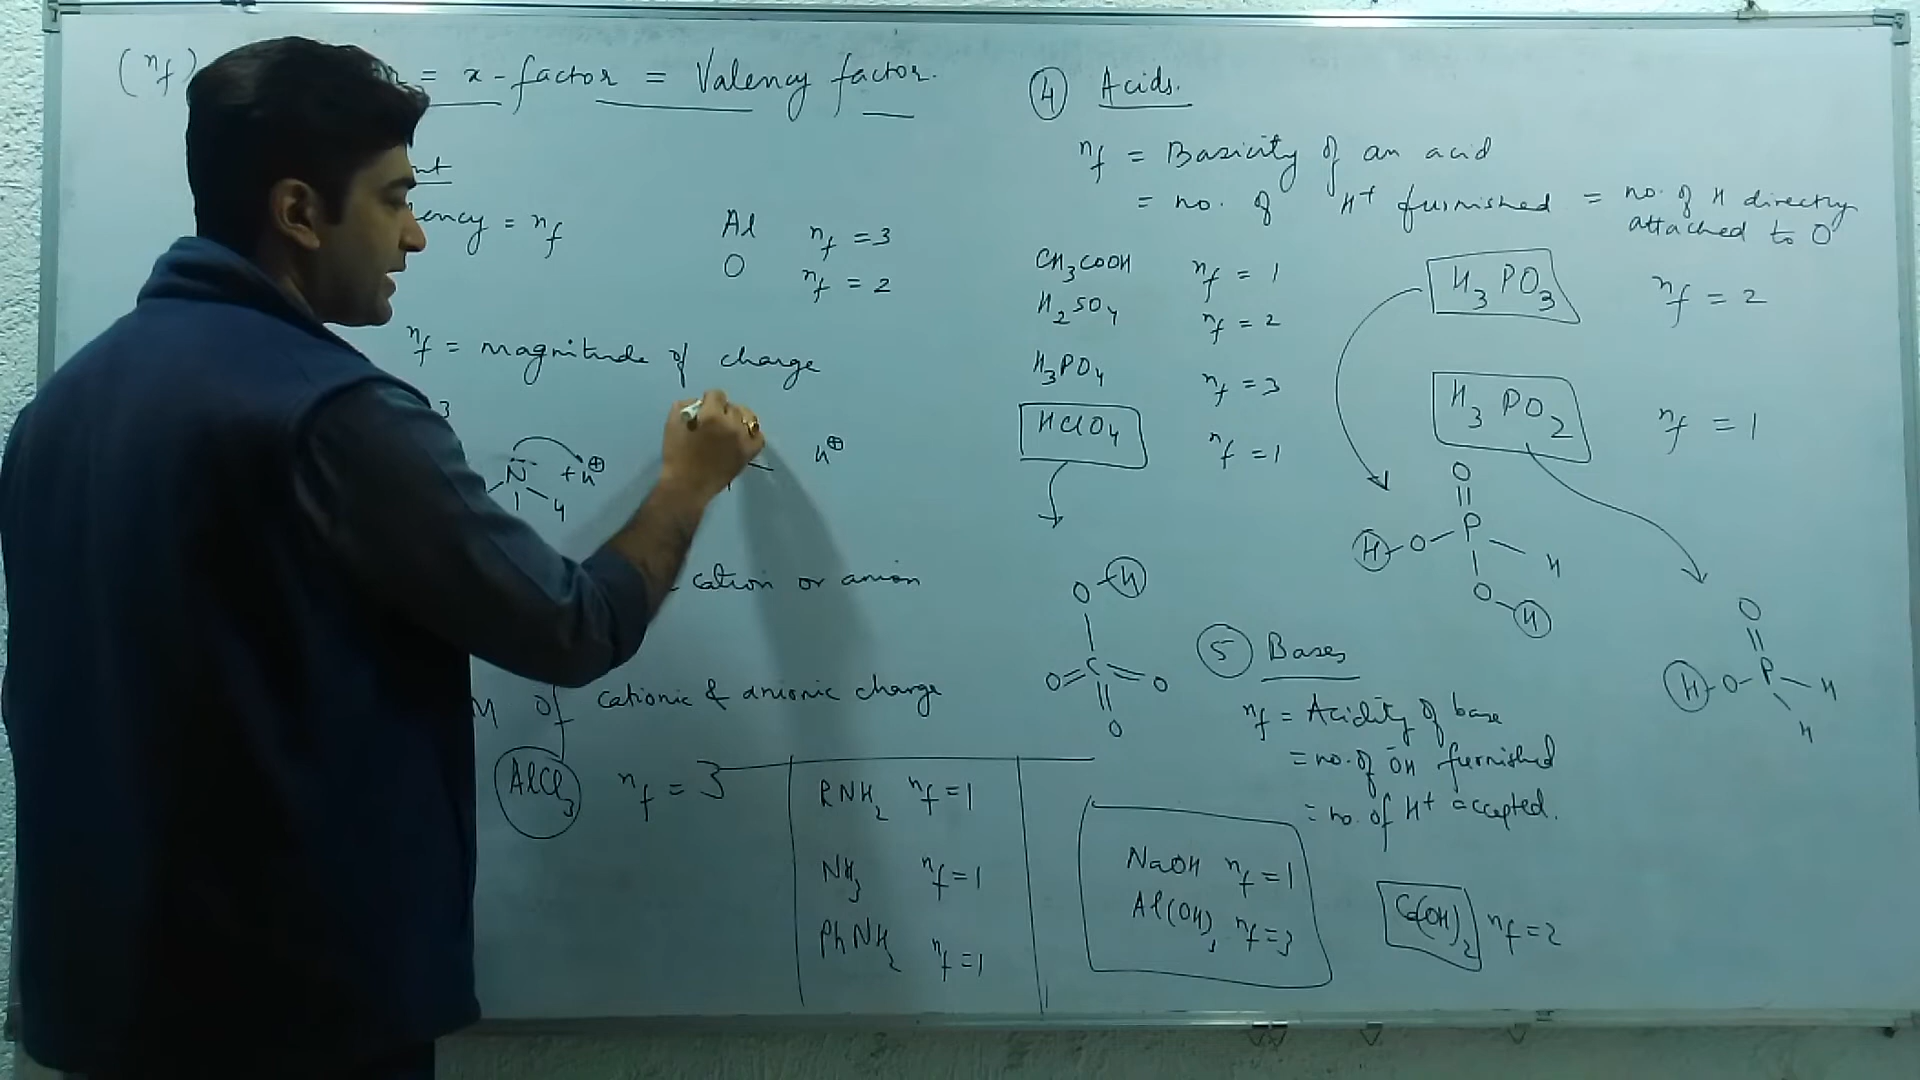 (nf) = x-factor = Valency factor.
nf
Al nf = 3
O nf = 2
nf = magnitude of charge
3
N + H⊕
H
H⊕
cation or anion
M of cationic & anionic charge
AlCl3 nf = 3
RNH2 nf = 1
NH3 nf = 1
PhNH2 nf = 1
④ Acids.
nf = Basicity of an acid
= no. of H+ furnished = no. of H directly attached to O
CH3COOH nf = 1
H2SO4 nf = 2
H3PO4 nf = 3
HClO4 nf = 1
H3PO3 nf = 2
H3PO2 nf = 1
O
H-O-P-H
O-H
O-H
O=C=O
O
O
H-O-P-H
H
⑤ Bases
nf = Acidity of base
= no. of OH furnished
= no. of H+ accepted.
NaOH nf = 1
Al(OH)3 nf = 3
Ca(OH)2 nf = 2